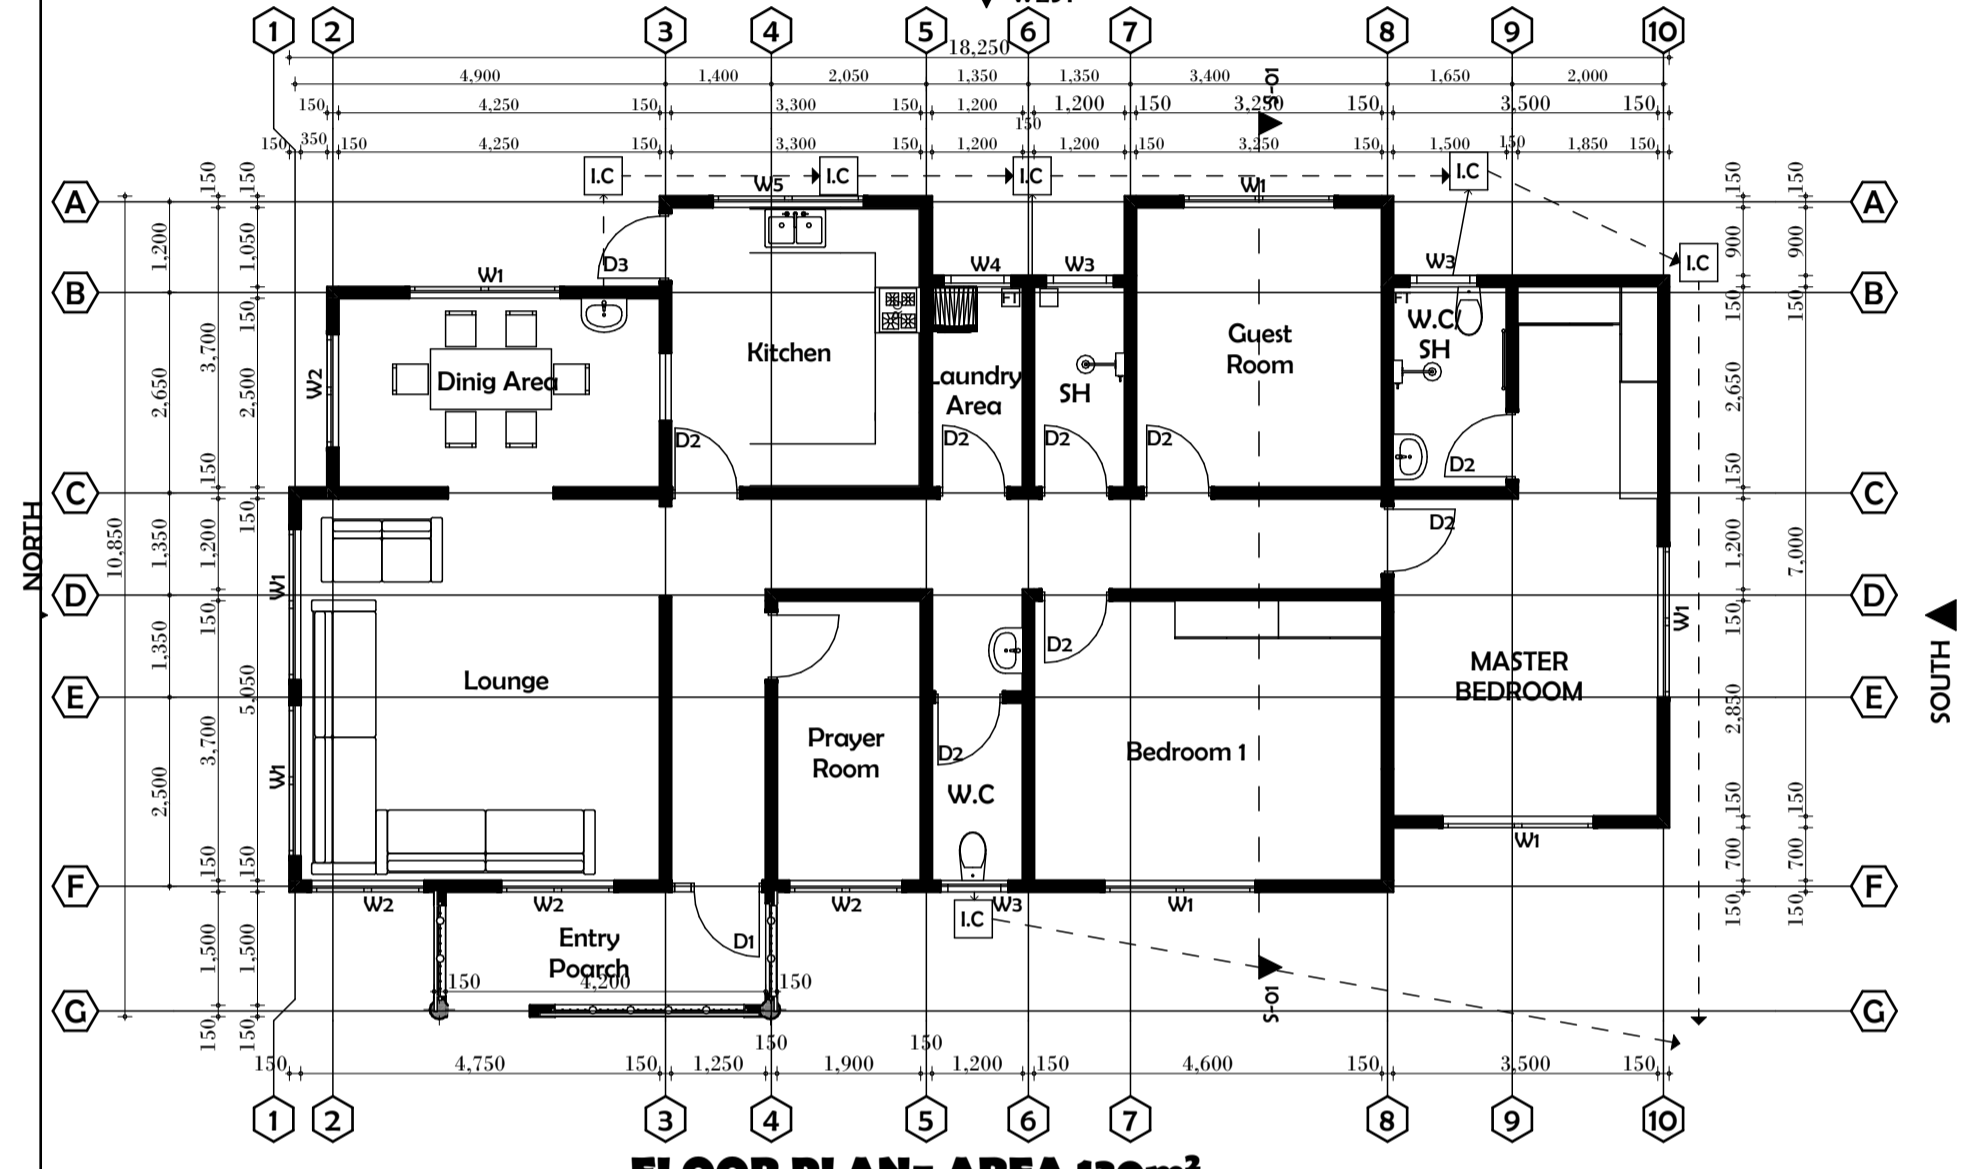 WEST
1 2 3 4 5 6 7 8 9 10
18,250
4,900 1,400 2,050 1,350 1,350 3,400 1,650 2,000
150 4,250 150 3,300 150 1,200 1,200 150 3,250 150 3,500 150
150
150 350 150 4,250 150 3,300 150 1,200 1,200 150 3,250 150 1,500 150 1,850 150
S-01
I.C I.C I.C I.C
W5 W1
A A
I.C
W1 D3 W4 W3 W3
B B
FT FT
W.C/
SH
Guest
Room
Kitchen
W2
Dinig Area
Laundry
Area
SH
D2 D2 D2 D2 D2
C C
D2
W1
D D
D2
W1
MASTER
BEDROOM
Lounge
E E
Prayer
Room
D2
Bedroom 1
W1
W.C
W1
F F
W2 W2 W2 W3 W1
I.C
Entry
Poarch
D1
150 4,200 150
S-01
G G
150 150
150 4,750 150 1,250 1,900 1,200 150 4,600 150 3,500 150
1 2 3 4 5 6 7 8 9 10
NORTH
10,850
1,200 2,650 1,350 1,350 2,500
150 3,700 150 1,200 150 3,700 150 1,500 150
150 1,050 150 2,500 150 5,050 150 1,500 150
150 900 150 2,650 150 1,200 150 2,850 150 700 150
150 900 150 7,000 150 700 150
SOUTH
FLOOR PLAN= AREA 130m²